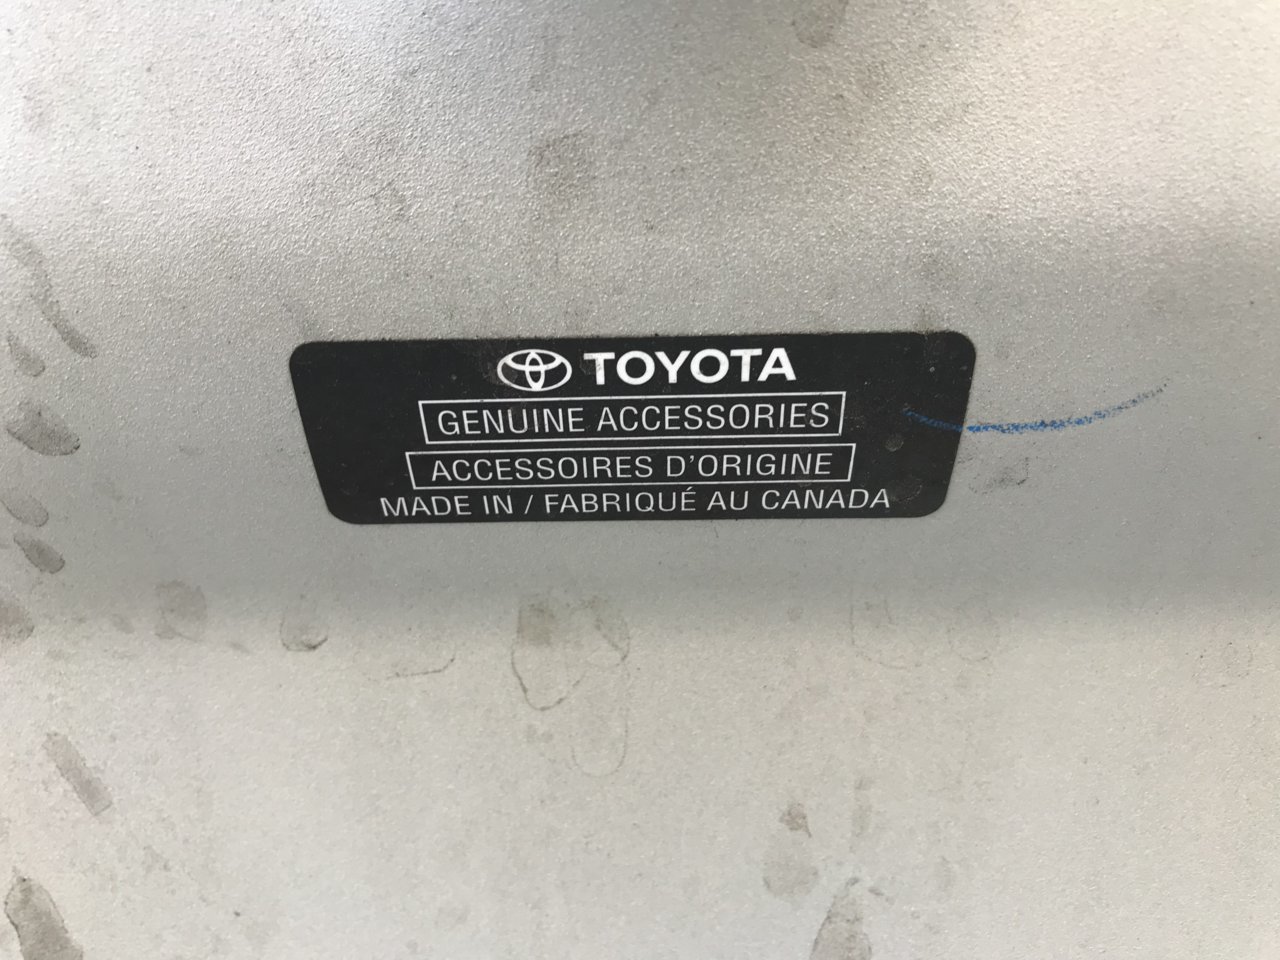 TOYOTA
GENUINE ACCESSORIES
ACCESSOIRES D'ORIGINE
MADE IN / FABRIQUÉ AU CANADA